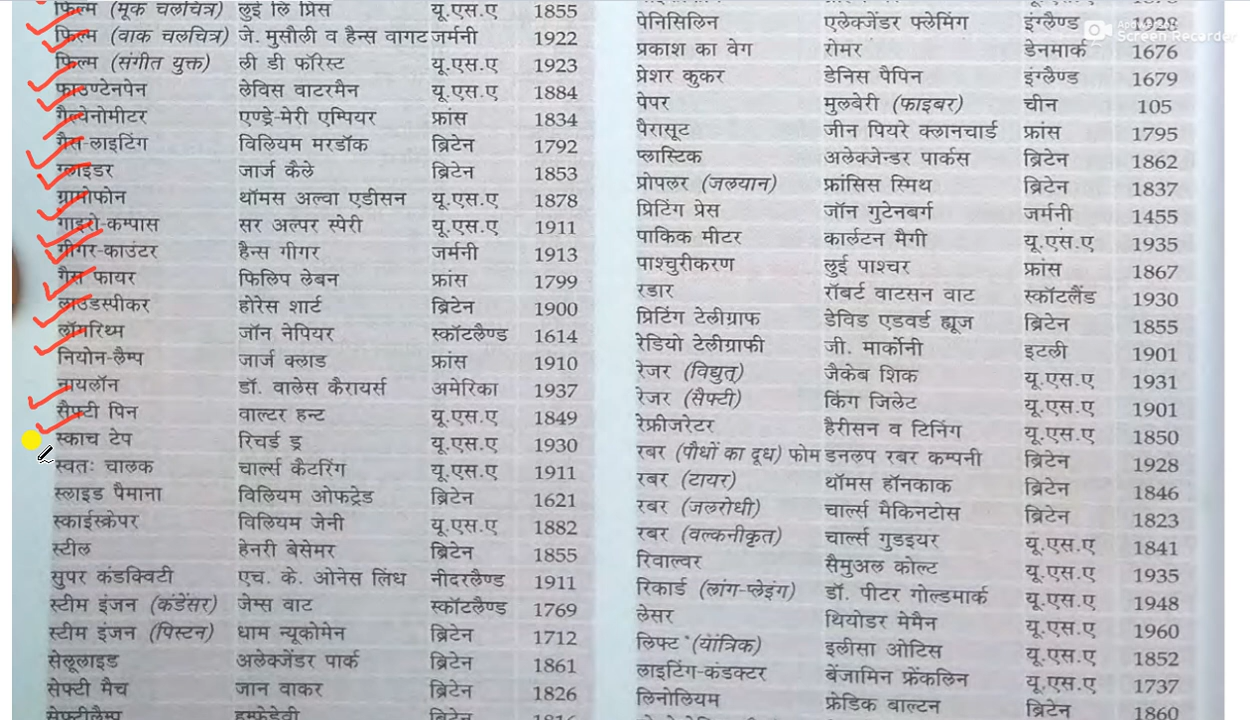 फिल्म (मूक चलचित्र) लुई लि प्रिस यू.एस.ए 1855
फिल्म (वाक चलचित्र) जे. मुसौली व हैन्स वागट जर्मनी 1922
फिल्म (संगीत युक्त) ली डी फॉरेस्ट यू.एस.ए 1923
फाउण्टेनपेन लेविस वाटरमैन यू.एस.ए 1884
गैल्वेनोमीटर एण्ड्रे-मेरी एम्पियर फ्रांस 1834
गैस-लाइटिंग विलियम मरडॉक ब्रिटेन 1792
ग्लाइडर जार्ज कैले ब्रिटेन 1853
ग्रामोफोन थॉमस अल्वा एडीसन यू.एस.ए 1878
गाइरो-कम्पास सर अल्पर स्पेरी यू.एस.ए 1911
गीगर-काउंटर हैन्स गीगर जर्मनी 1913
गैस फायर फिलिप लेबन फ्रांस 1799
लाउडस्पीकर होरेस शार्ट ब्रिटेन 1900
लॉगरिथ्म जॉन नेपियर स्कॉटलैण्ड 1614
नियोन-लैम्प जार्ज क्लाड फ्रांस 1910
नायलॉन डॉ. वालेस कैरायर्स अमेरिका 1937
सैफ्टी पिन वाल्टर हन्ट यू.एस.ए 1849
स्काच टेप रिचर्ड ड्र यू.एस.ए 1930
स्वतः चालक चार्ल्स कैटरिंग यू.एस.ए 1911
स्लाइड पैमाना विलियम ओफट्रेड ब्रिटेन 1621
स्काईस्क्रेपर विलियम जेनी यू.एस.ए 1882
स्टील हेनरी बेसेमर ब्रिटेन 1855
सुपर कंडक्विटी एच. के. ओनेस लिंध नीदरलैण्ड 1911
स्टीम इंजन (कंडेंसर) जेम्स वाट स्कॉटलैण्ड 1769
स्टीम इंजन (पिस्टन) धाम न्यूकोमेन ब्रिटेन 1712
सेलूलाइड अलेक्जेंडर पार्क ब्रिटेन 1861
सेफ्टी मैच जान वाकर ब्रिटेन 1826
सेफ्टीलैम्प हम्फ्रेडेवी ब्रिटेन 1816
पेनिसिलिन एलेक्जेंडर फ्लेमिंग इंग्लैण्ड 1928
प्रकाश का वेग रोमर डेनमार्क 1676
प्रेशर कुकर डेनिस पैपिन इंग्लैण्ड 1679
पेपर मुलबेरी (फाइबर) चीन 105
पैरासूट जीन पियरे क्लानचार्ड फ्रांस 1795
प्लास्टिक अलेक्जेन्डर पार्कस ब्रिटेन 1862
प्रोपलर (जलयान) फ्रांसिस स्मिथ ब्रिटेन 1837
प्रिटिंग प्रेस जॉन गुटेनबर्ग जर्मनी 1455
पाकिक मीटर कार्लटन मैगी यू.एस.ए 1935
पाश्चुरीकरण लुई पाश्चर फ्रांस 1867
रडार रॉबर्ट वाटसन वाट स्कॉटलैंड 1930
प्रिटिंग टेलीग्राफ डेविड एडवर्ड ह्यूज ब्रिटेन 1855
रेडियो टेलीग्राफी जी. मार्कोनी इटली 1901
रेजर (विद्युत्) जैकेब शिक यू.एस.ए 1931
रेजर (सैफ्टी) किंग जिलेट यू.एस.ए 1901
रेफ्रीजरेटर हैरीसन व टिनिंग यू.एस.ए 1850
रबर (पौधों का दूध) फोम डनलप रबर कम्पनी ब्रिटेन 1928
रबर (टायर) थॉमस हॉनकाक ब्रिटेन 1846
रबर (जलरोधी) चार्ल्स मैकिनटोस ब्रिटेन 1823
रबर (वल्कनीकृत) चार्ल्स गुडइयर यू.एस.ए 1841
रिवाल्वर सैमुअल कोल्ट यू.एस.ए 1935
रिकार्ड (लांग-प्लेइंग) डॉ. पीटर गोल्डमार्क यू.एस.ए 1948
लेसर थियोडर मेमैन यू.एस.ए 1960
लिफ्ट (यांत्रिक) इलीसा ओटिस यू.एस.ए 1852
लाइटिंग-कंडक्टर बेंजामिन फ्रेंकलिन यू.एस.ए 1737
लिनोलियम फ्रेडिक बाल्टन ब्रिटेन 1860
Screen Recorder